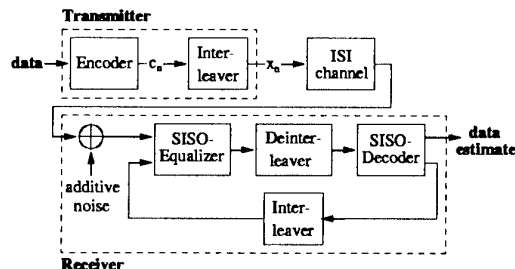 Transmitter
data
Encoder
c_n
Inter-
leaver
x_n
ISI
channel
SISO-
Equalizer
Deinter-
leaver
SISO-
Decoder
data
estimate
additive
noise
Inter-
leaver
Receiver